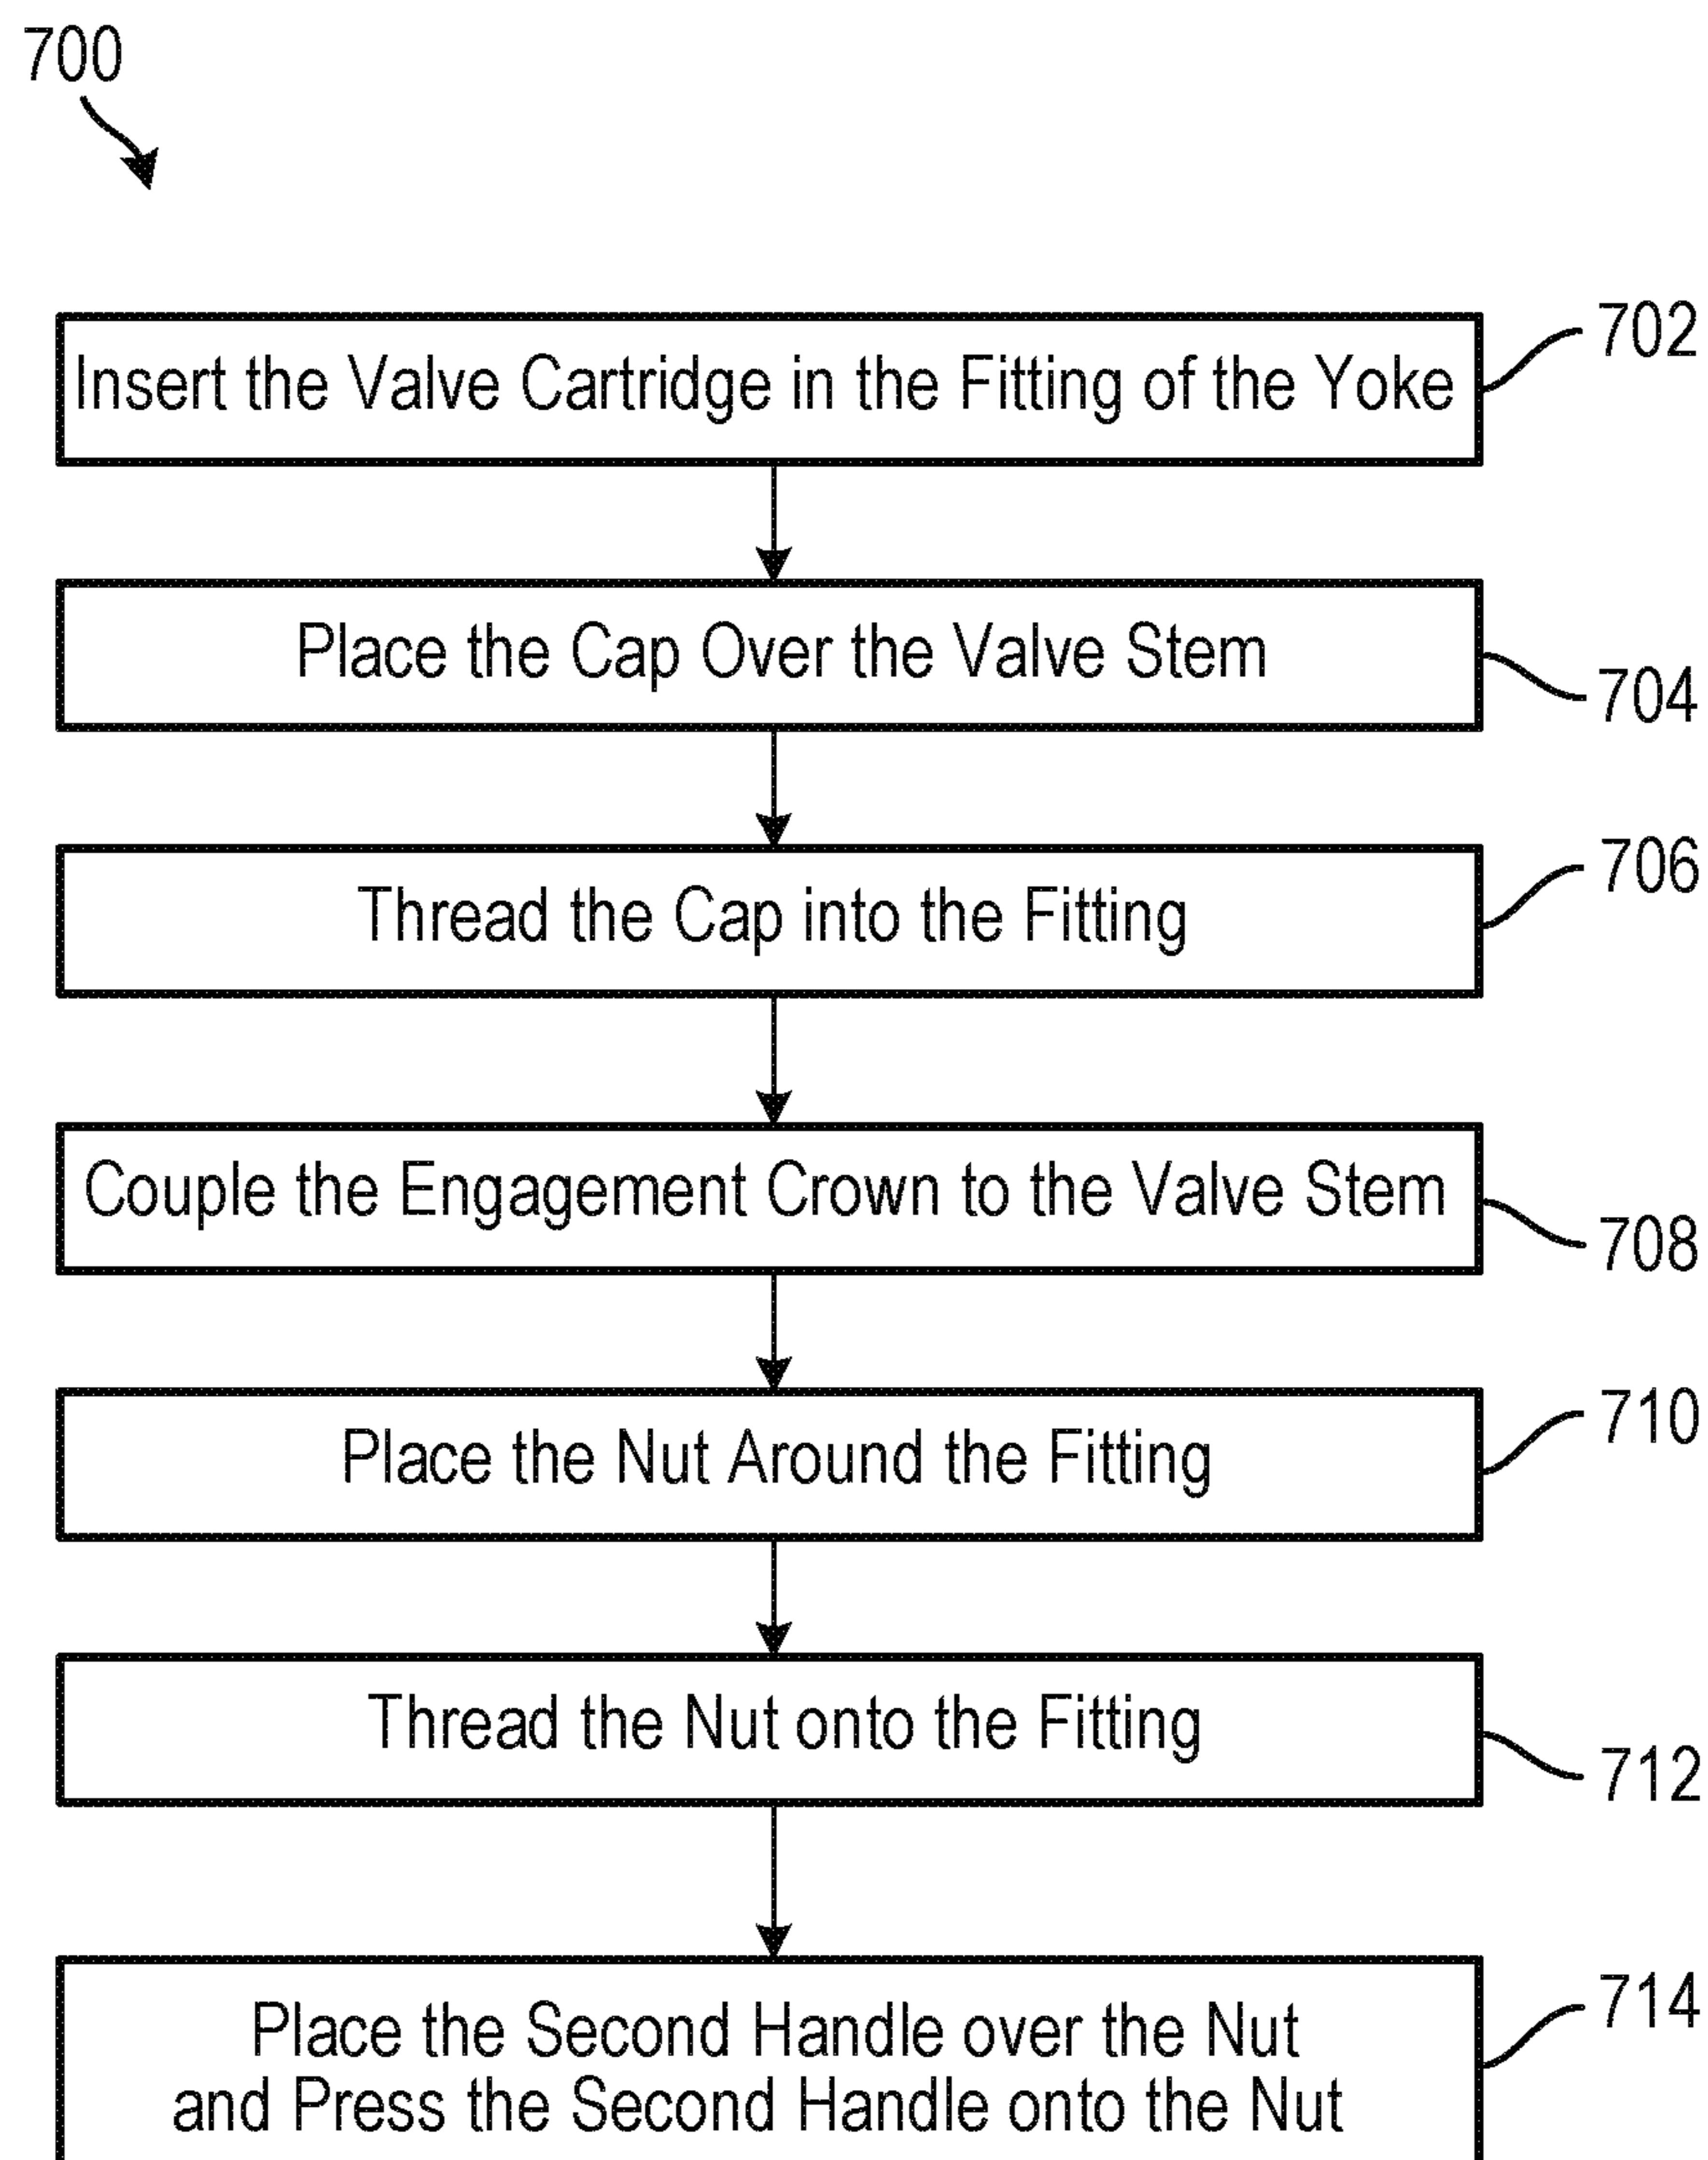 700
Insert the Valve Cartridge in the Fitting of the Yoke
702
Place the Cap Over the Valve Stem
704
Thread the Cap into the Fitting
706
Couple the Engagement Crown to the Valve Stem
708
Place the Nut Around the Fitting
710
Thread the Nut onto the Fitting
712
Place the Second Handle over the Nut
and Press the Second Handle onto the Nut
714